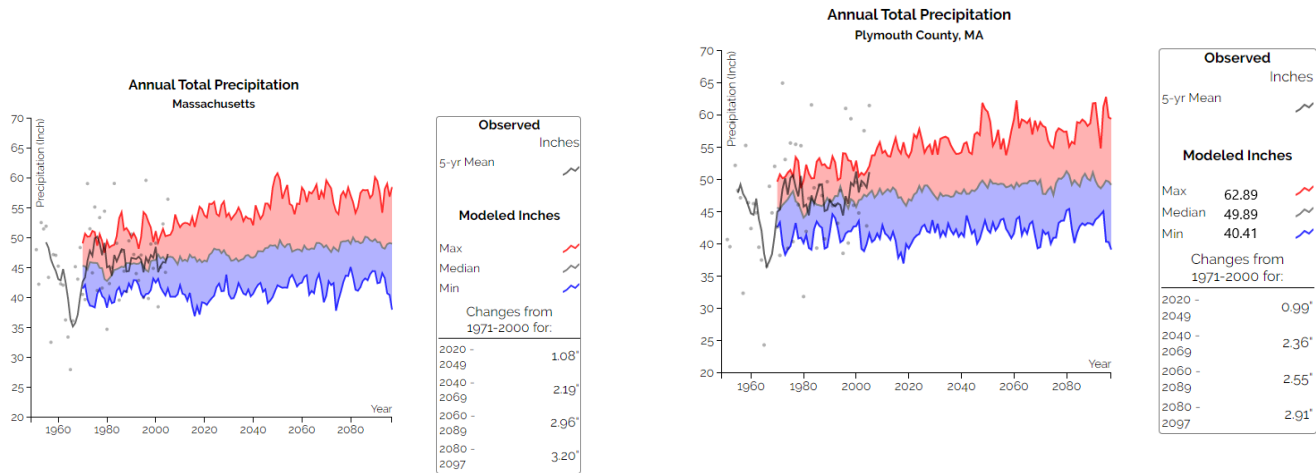 Annual Total Precipitation
Massachusetts
Precipitation (Inch)
70
65
60
55
50
45
40
35
30
25
20
1960
1980
2000
2020
2040
2060
2080
Year
Observed
Inches
5-yr Mean
Modeled Inches
Max
Median
Min
Changes from
1971-2000 for:
2020 -
2049
1.08"
2040 -
2069
2.19"
2060 -
2089
2.96"
2080 -
2097
3.20"
Annual Total Precipitation
Plymouth County, MA
Precipitation (Inch)
70
65
60
55
50
45
40
35
30
25
20
1960
1980
2000
2020
2040
2060
2080
Year
Observed
Inches
5-yr Mean
Modeled Inches
Max 62.89
Median 49.89
Min 40.41
Changes from
1971-2000 for:
2020 -
2049
0.99"
2040 -
2069
2.36"
2060 -
2089
2.55"
2080 -
2097
2.91"